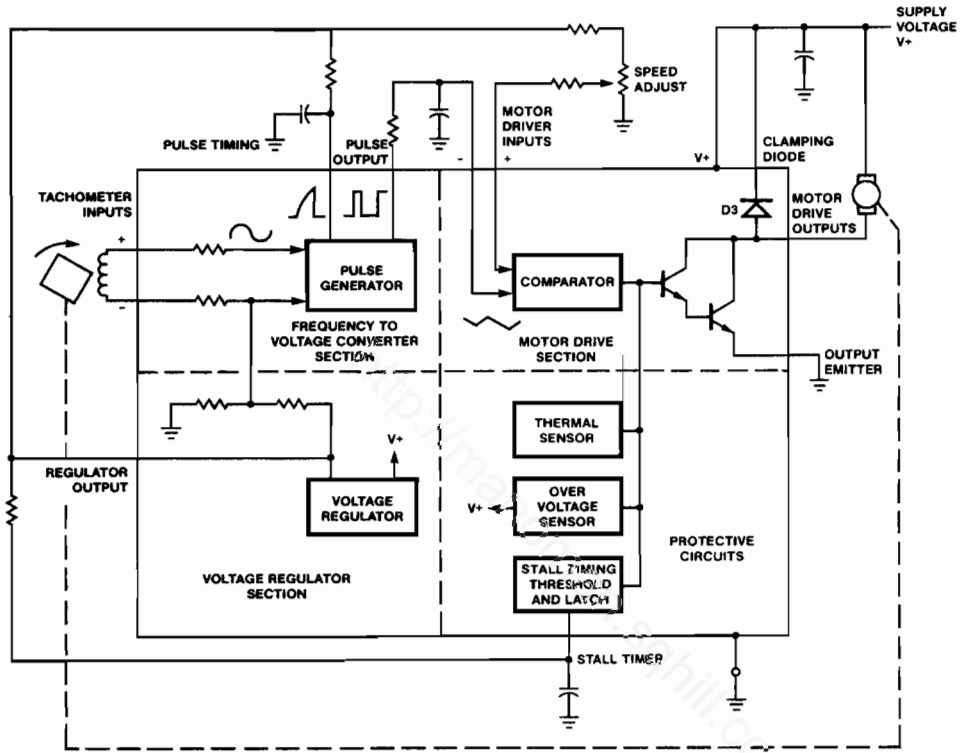 SUPPLY
VOLTAGE
V+
SPEED
ADJUST
MOTOR
DRIVER
INPUTS
PULSE TIMING
PULSE
OUTPUT
-
+
V+
CLAMPING
DIODE
TACHOMETER
INPUTS
D3
MOTOR
DRIVE
OUTPUTS
+
-
PULSE
GENERATOR
COMPARATOR
FREQUENCY TO
VOLTAGE CONVERTER
SECTION
MOTOR DRIVE
SECTION
OUTPUT
EMITTER
THERMAL
SENSOR
V+
REGULATOR
OUTPUT
VOLTAGE
REGULATOR
V+
OVER
VOLTAGE
SENSOR
PROTECTIVE
CIRCUITS
VOLTAGE REGULATOR
SECTION
STALL TIMING
THRESHOLD
AND LATCH
STALL TIMER